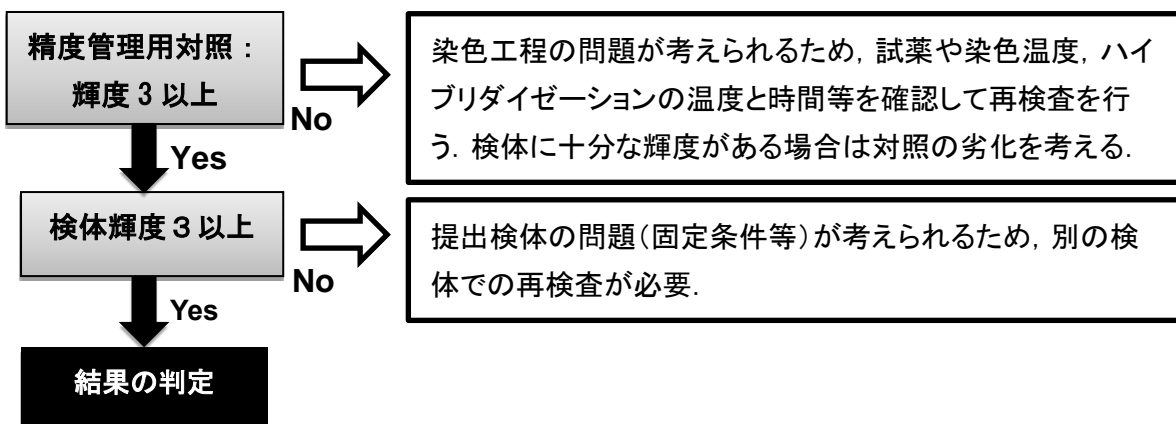 精度管理用対照：
輝度 3 以上
No
染色工程の問題が考えられるため, 試薬や染色温度, ハイ
ブリダイゼーションの温度と時間等を確認して再検査を行
う. 検体に十分な輝度がある場合は対照の劣化を考える.
Yes
検体輝度３以上
No
提出検体の問題（固定条件等）が考えられるため, 別の検
体での再検査が必要.
Yes
結果の判定